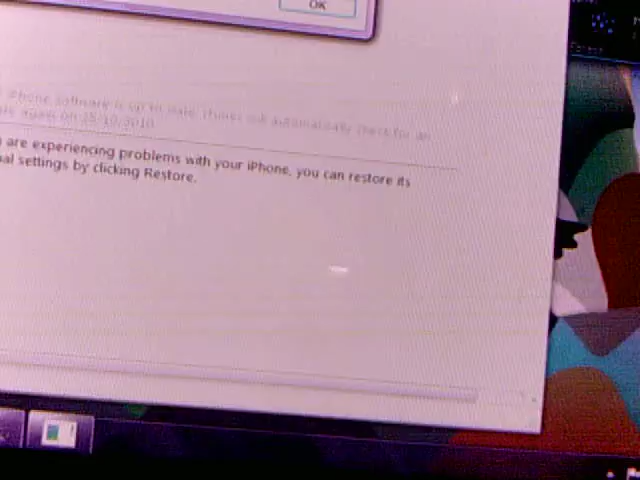 OK
iPhone software is up to date. iTunes will automatically check for an
again on 25/10/2010
are experiencing problems with your iPhone, you can restore its
settings by clicking Restore.